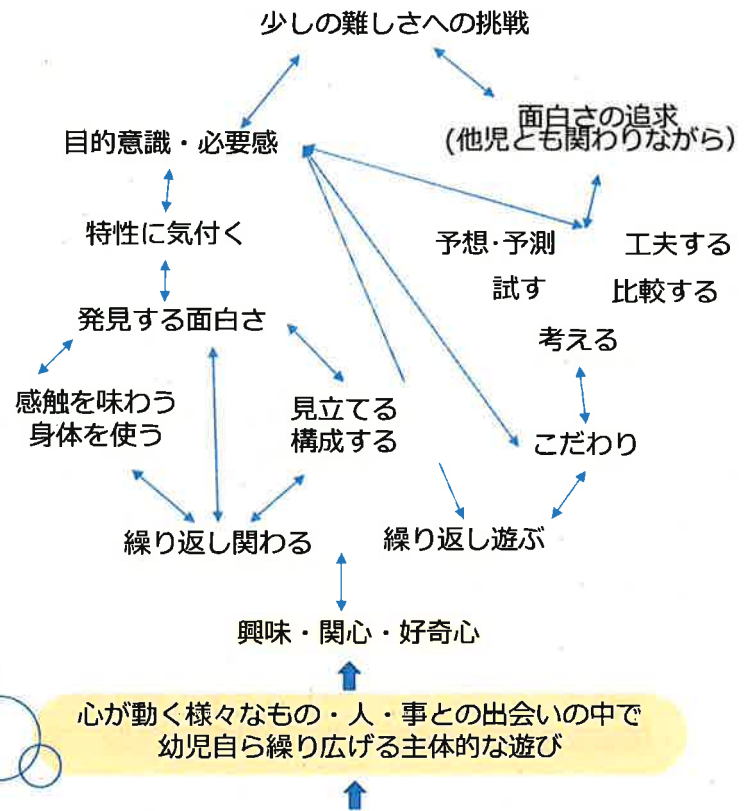 少しの難しさへの挑戦
面白さの追求
(他児とも関わりながら)
目的意識・必要感
特性に気付く
予想・予測
工夫する
試す
比較する
発見する面白さ
考える
感触を味わう
身体を使う
見立てる
構成する
こだわり
繰り返し関わる
繰り返し遊ぶ
興味・関心・好奇心
心が動く様々なもの・人・事との出会いの中で
幼児自ら繰り広げる主体的な遊び